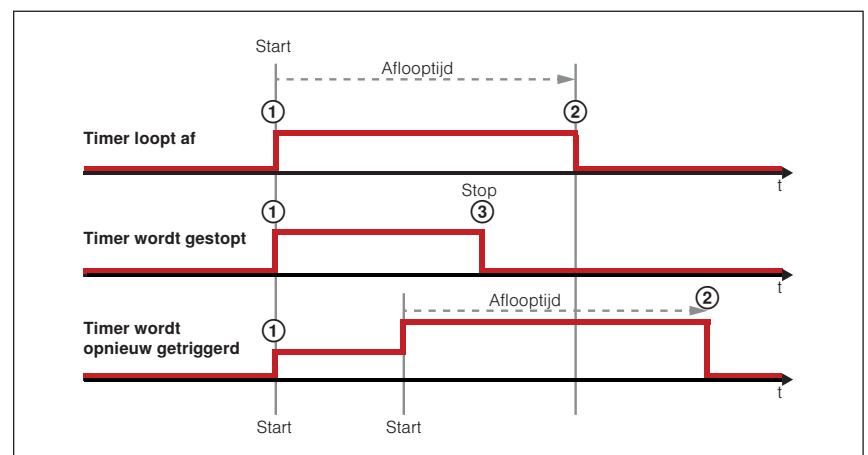 Start
Aflooptijd
1
2
Timer loopt af
t
Stop
1
3
Timer wordt gestopt
t
Aflooptijd
2
Timer wordt
opnieuw getriggerd
1
t
Start
Start